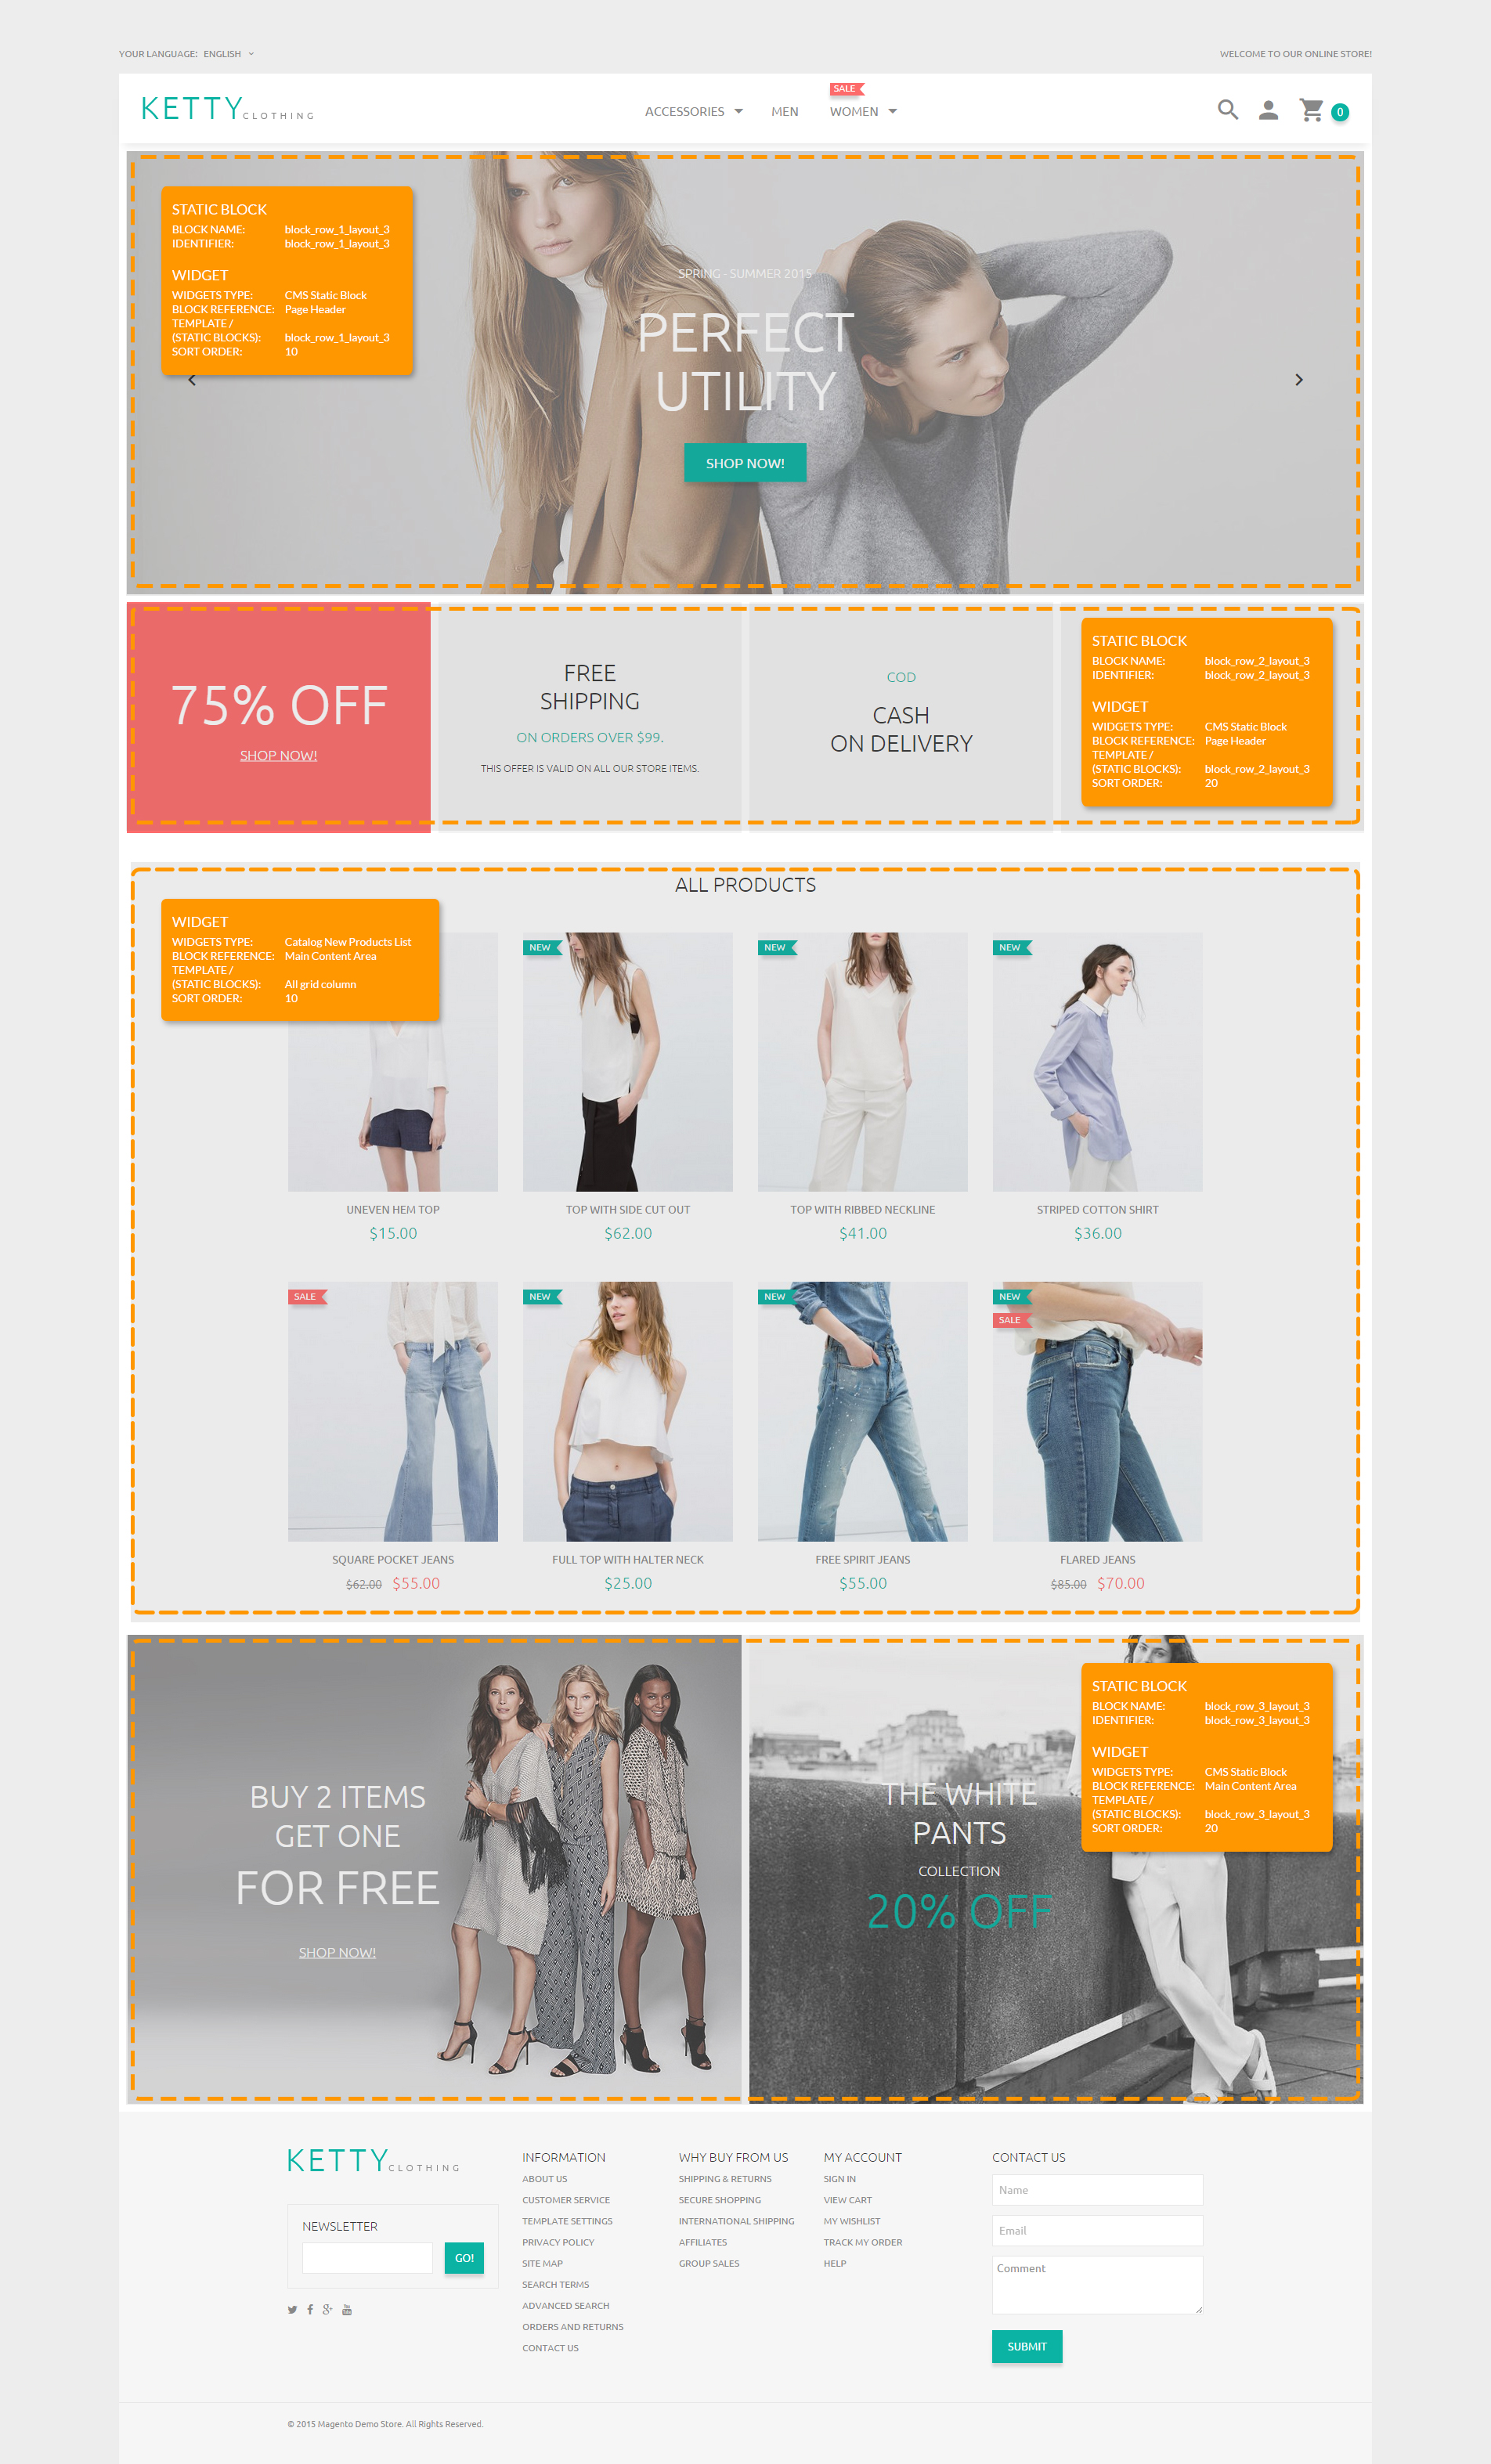 YOUR LANGUAGE: ENGLISH
WELCOME TO OUR ONLINE STORE!
KETTY CLOTHING
ACCESSORIES
MEN
SALE
WOMEN
0
STATIC BLOCK
BLOCK NAME: block_row_1_layout_3
IDENTIFIER: block_row_1_layout_3
WIDGET
WIDGETS TYPE: CMS Static Block
BLOCK REFERENCE: Page Header
TEMPLATE /
(STATIC BLOCKS): block_row_1_layout_3
SORT ORDER: 10
SPRING - SUMMER 2015
PERFECT
UTILITY
SHOP NOW!
75% OFF
SHOP NOW!
FREE
SHIPPING
ON ORDERS OVER $99.
THIS OFFER IS VALID ON ALL OUR STORE ITEMS.
COD
CASH
ON DELIVERY
STATIC BLOCK
BLOCK NAME: block_row_2_layout_3
IDENTIFIER: block_row_2_layout_3
WIDGET
WIDGETS TYPE: CMS Static Block
BLOCK REFERENCE: Page Header
TEMPLATE /
(STATIC BLOCKS): block_row_2_layout_3
SORT ORDER: 20
ALL PRODUCTS
WIDGET
WIDGETS TYPE: Catalog New Products List
BLOCK REFERENCE: Main Content Area
TEMPLATE /
(STATIC BLOCKS): All grid column
SORT ORDER: 10
NEW
NEW
NEW
UNEVEN HEM TOP
$15.00
TOP WITH SIDE CUT OUT
$62.00
TOP WITH RIBBED NECKLINE
$41.00
STRIPED COTTON SHIRT
$36.00
SALE
NEW
NEW
NEW
SALE
SQUARE POCKET JEANS
$62.00 $55.00
FULL TOP WITH HALTER NECK
$25.00
FREE SPIRIT JEANS
$55.00
FLARED JEANS
$85.00 $70.00
BUY 2 ITEMS
GET ONE
FOR FREE
SHOP NOW!
THE WHITE
PANTS
COLLECTION
20% OFF
STATIC BLOCK
BLOCK NAME: block_row_3_layout_3
IDENTIFIER: block_row_3_layout_3
WIDGET
WIDGETS TYPE: CMS Static Block
BLOCK REFERENCE: Main Content Area
TEMPLATE /
(STATIC BLOCKS): block_row_3_layout_3
SORT ORDER: 20
KETTY CLOTHING
NEWSLETTER
GO!
INFORMATION
ABOUT US
CUSTOMER SERVICE
TEMPLATE SETTINGS
PRIVACY POLICY
SITE MAP
SEARCH TERMS
ADVANCED SEARCH
ORDERS AND RETURNS
CONTACT US
WHY BUY FROM US
SHIPPING & RETURNS
SECURE SHOPPING
INTERNATIONAL SHIPPING
AFFILIATES
GROUP SALES
MY ACCOUNT
SIGN IN
VIEW CART
MY WISHLIST
TRACK MY ORDER
HELP
CONTACT US
Name
Email
Comment
SUBMIT
© 2015 Magento Demo Store. All Rights Reserved.